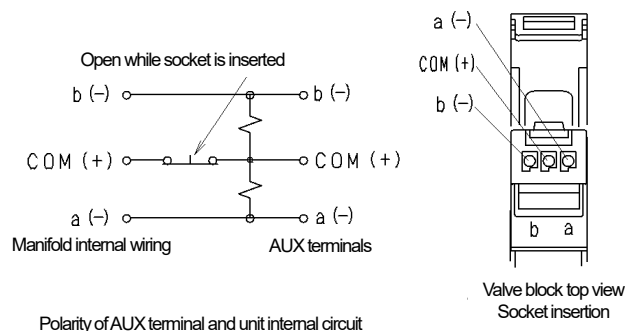 Open while socket is inserted
b (−)
b (−)
COM (+)
COM (+)
a (−)
a (−)
Manifold internal wiring
AUX terminals
Polarity of AUX terminal and unit internal circuit
a (−)
COM (+)
b (−)
b a
Valve block top view
Socket insertion